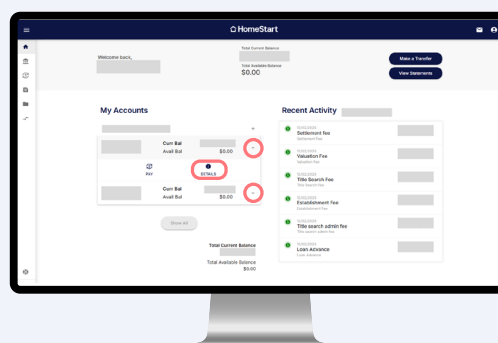 HomeStart
Welcome back,
Total Current Balance
Total Available Balance
$0.00
Make a Transfer
View Statements
My Accounts
Recent Activity
Curr Bal
Avail Bal $0.00
PAY
DETAILS
Curr Bal
Avail Bal $0.00
Show All
Total Current Balance
Total Available Balance
$0.00
Settlement fee
Settlement Fee
Valuation Fee
Valuation Fee
Title Search Fee
Title Search Fee
Establishment Fee
Establishment Fee
Title search admin fee
Title search admin fee
Loan Advance
Loan Advance